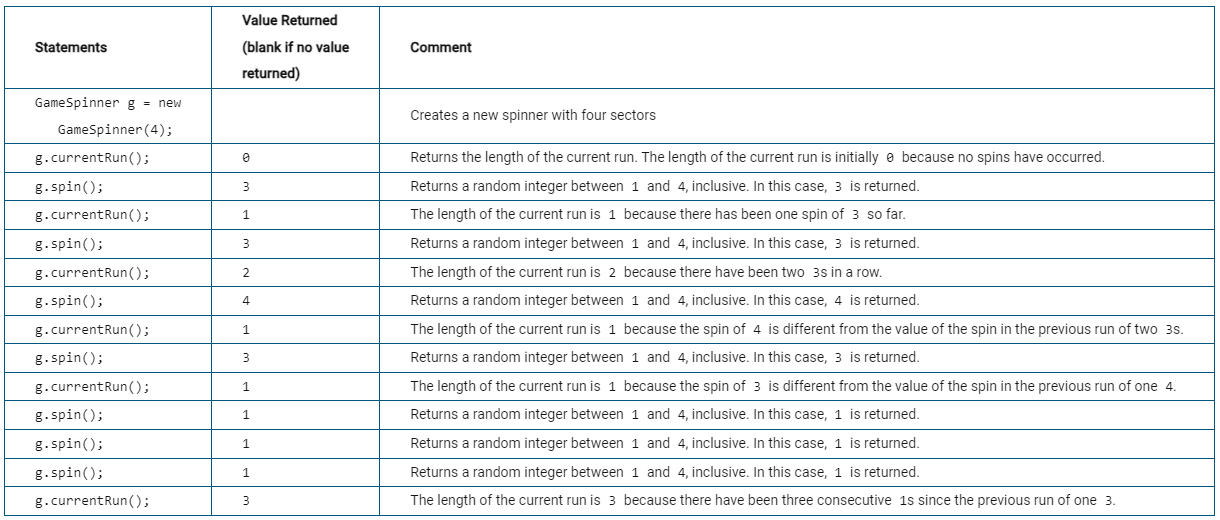 Statements
Value Returned
(blank if no value
returned)
Comment
GameSpinner g = new
GameSpinner(4);
Creates a new spinner with four sectors
g.currentRun();
0
Returns the length of the current run. The length of the current run is initially 0 because no spins have occurred.
g.spin();
3
Returns a random integer between 1 and 4, inclusive. In this case, 3 is returned.
g.currentRun();
1
The length of the current run is 1 because there has been one spin of 3 so far.
g.spin();
3
Returns a random integer between 1 and 4, inclusive. In this case, 3 is returned.
g.currentRun();
2
The length of the current run is 2 because there have been two 3s in a row.
g.spin();
4
Returns a random integer between 1 and 4, inclusive. In this case, 4 is returned.
g.currentRun();
1
The length of the current run is 1 because the spin of 4 is different from the value of the spin in the previous run of two 3s.
g.spin();
3
Returns a random integer between 1 and 4, inclusive. In this case, 3 is returned.
g.currentRun();
1
The length of the current run is 1 because the spin of 3 is different from the value of the spin in the previous run of one 4.
g.spin();
1
Returns a random integer between 1 and 4, inclusive. In this case, 1 is returned.
g.spin();
1
Returns a random integer between 1 and 4, inclusive. In this case, 1 is returned.
g.spin();
1
Returns a random integer between 1 and 4, inclusive. In this case, 1 is returned.
g.currentRun();
3
The length of the current run is 3 because there have been three consecutive 1s since the previous run of one 3.